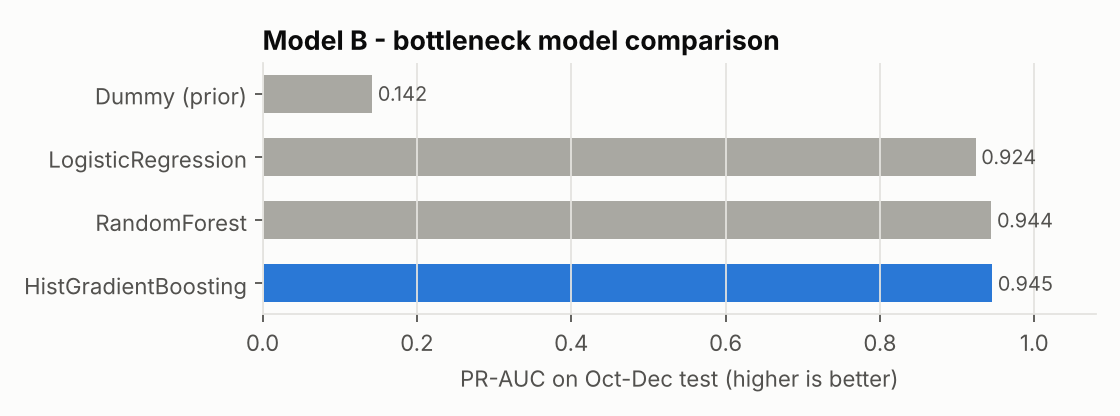 Model B - bottleneck model comparison
Dummy (prior) 0.142
LogisticRegression 0.924
RandomForest 0.944
HistGradientBoosting 0.945
0.0 0.2 0.4 0.6 0.8 1.0
PR-AUC on Oct-Dec test (higher is better)